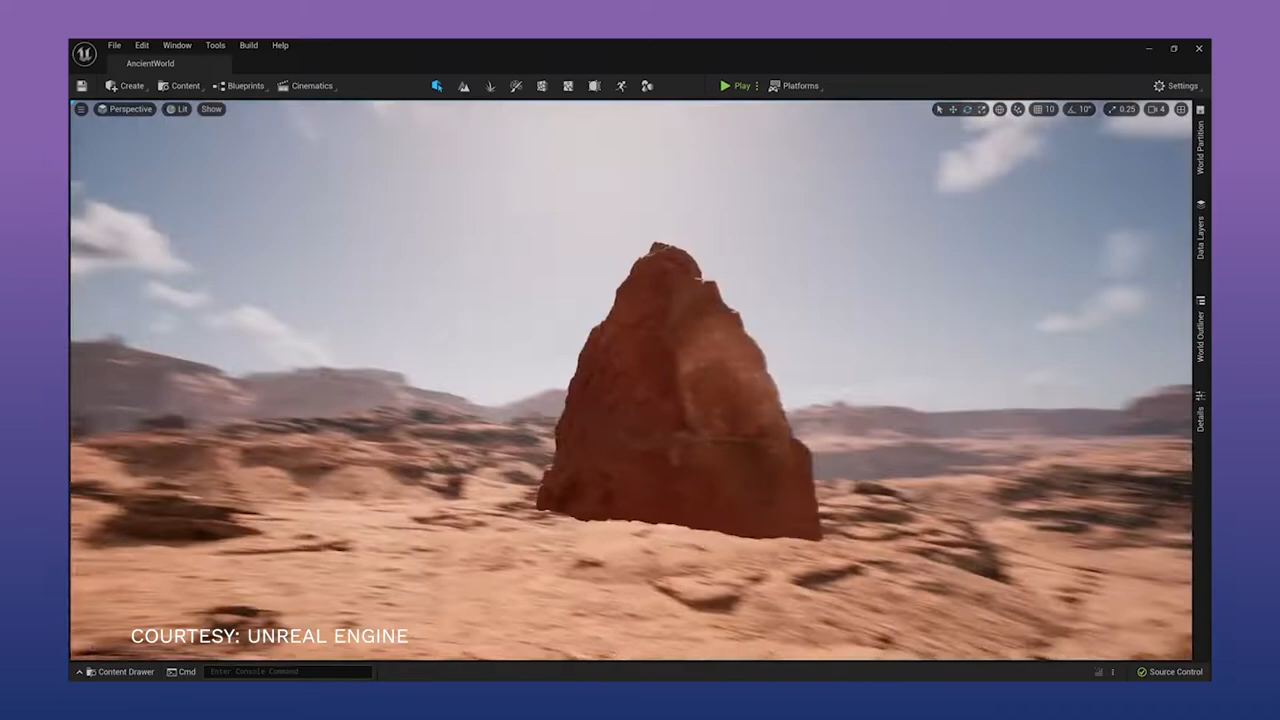 File Edit Window Tools Build Help
AncientWorld
Create Content Blueprints Cinematics Play Platforms Settings
Perspective Lit Show 10 10° 0.25 4
World Partition
Data Layers
World Outliner
Details
COURTESY: UNREAL ENGINE
Content Drawer Cmd Enter Console Command Source Control